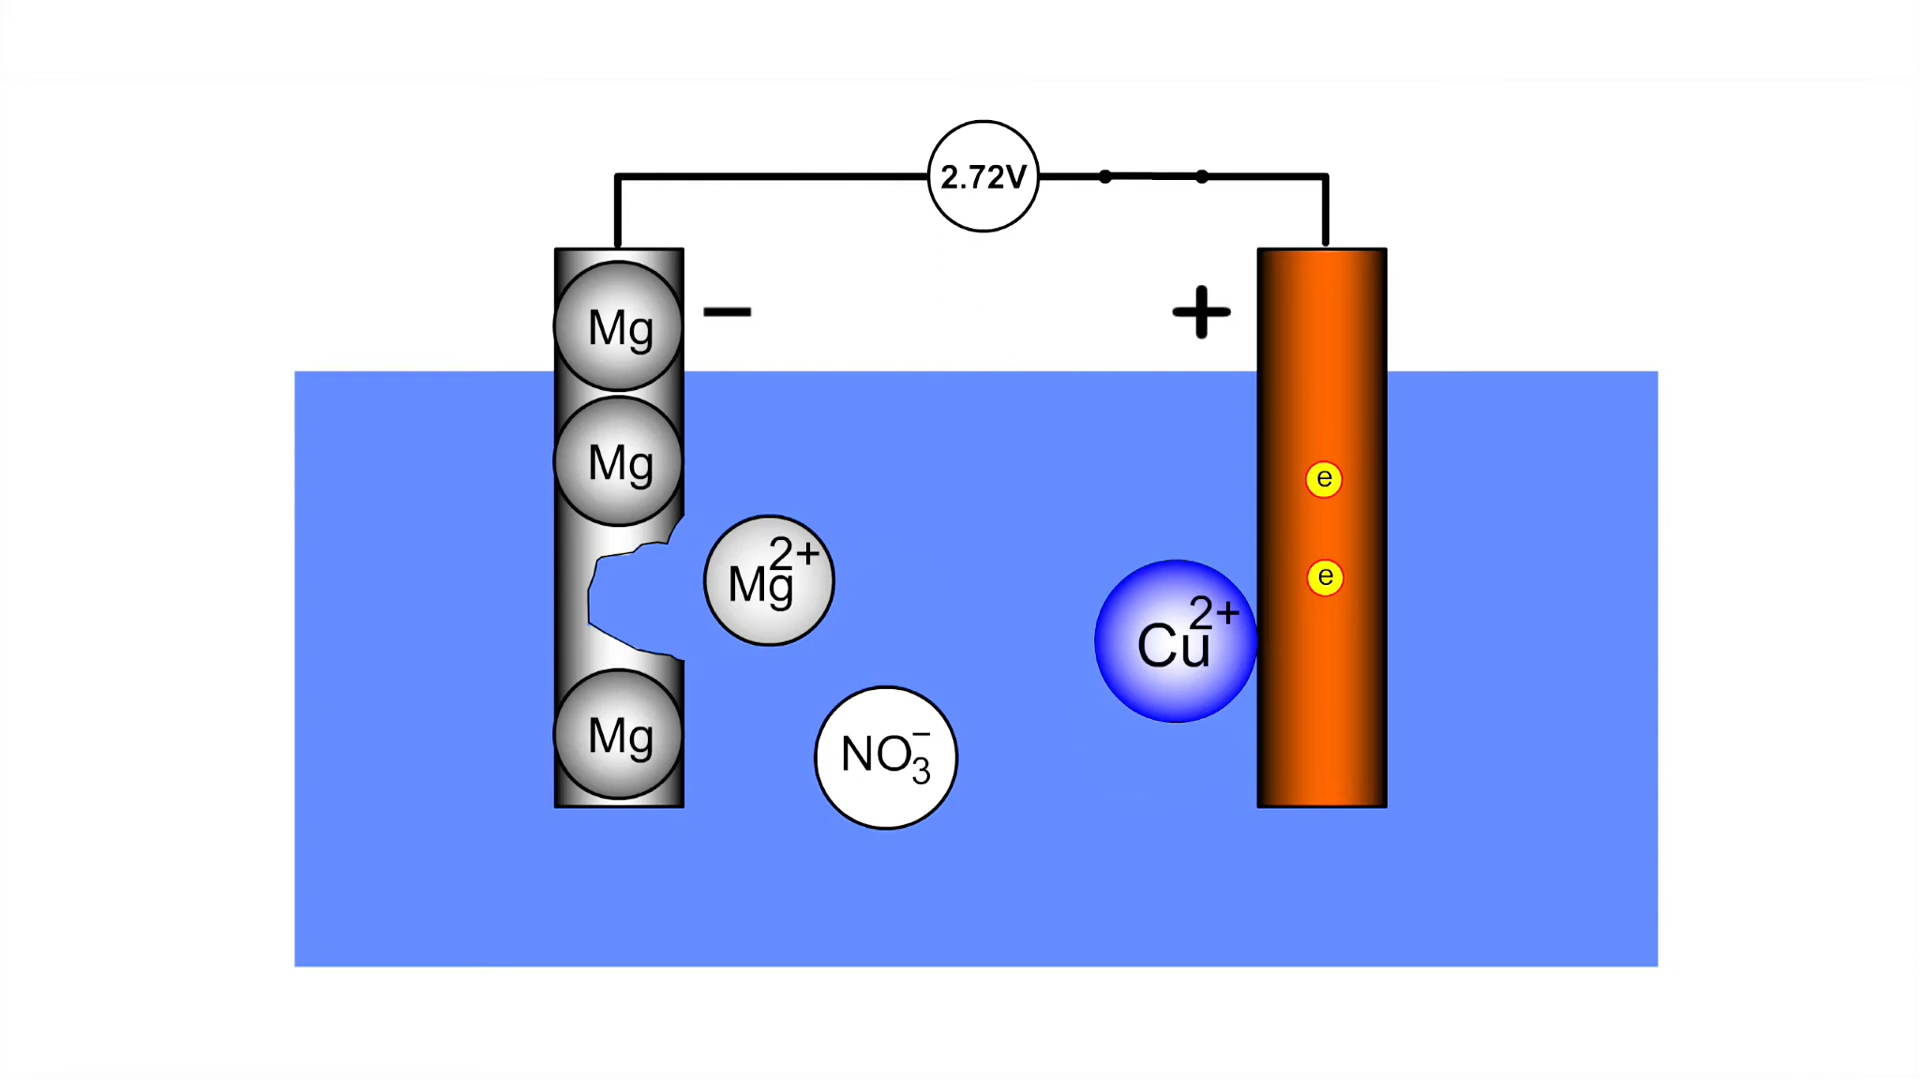 2.72V
Mg
− +
Mg
e
Mg²⁺
e
Cu²⁺
Mg
NO₃⁻